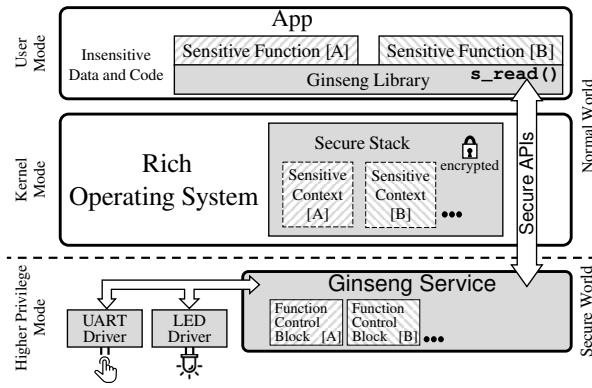 App
User
Mode
Insensitive
Data and Code
Sensitive Function [A]
Sensitive Function [B]
Ginseng Library
s_read()
Normal World
Kernel
Mode
Rich
Operating System
Secure Stack
encrypted
Sensitive
Context
[A]
Sensitive
Context
[B]
•••
Secure APIs
Higher Privilege
Mode
Ginseng Service
UART
Driver
LED
Driver
Function
Control
Block [A]
Function
Control
Block [B]
•••
Secure World